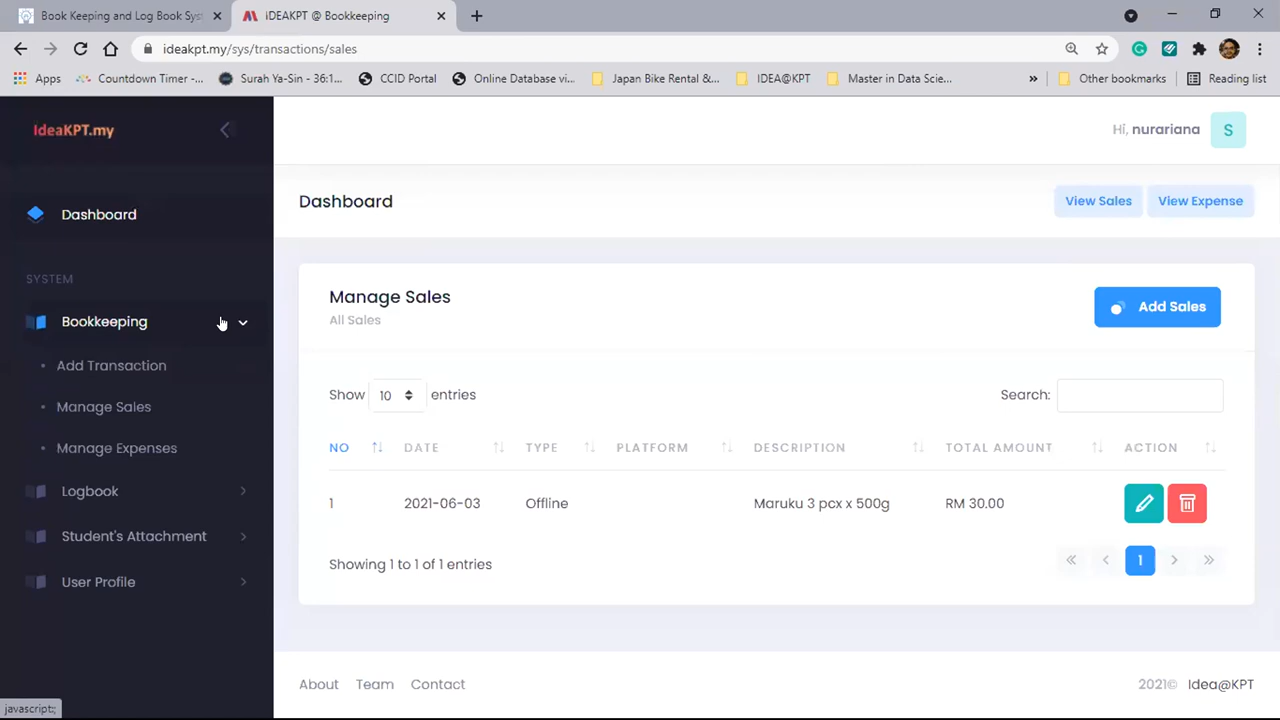 Book Keeping and Log Book Syst
IDEAKPT @ Bookkeeping
ideakpt.my/sys/transactions/sales
Apps
Countdown Timer -...
Surah Ya-Sin - 36:1...
CCID Portal
Online Database vi...
Japan Bike Rental &...
IDEA@KPT
Master in Data Scie...
Other bookmarks
Reading list
IdeaKPT.my
Hi, nurariana
S
Dashboard
SYSTEM
Bookkeeping
Add Transaction
Manage Sales
Manage Expenses
Logbook
Student's Attachment
User Profile
Dashboard
View Sales
View Expense
Manage Sales
All Sales
Add Sales
Show 10 entries
Search:
NO DATE TYPE PLATFORM DESCRIPTION TOTAL AMOUNT ACTION
1 2021-06-03 Offline Maruku 3 pcx x 500g RM 30.00
Showing 1 to 1 of 1 entries
1
About Team Contact
2021© Idea@KPT
javascript:;